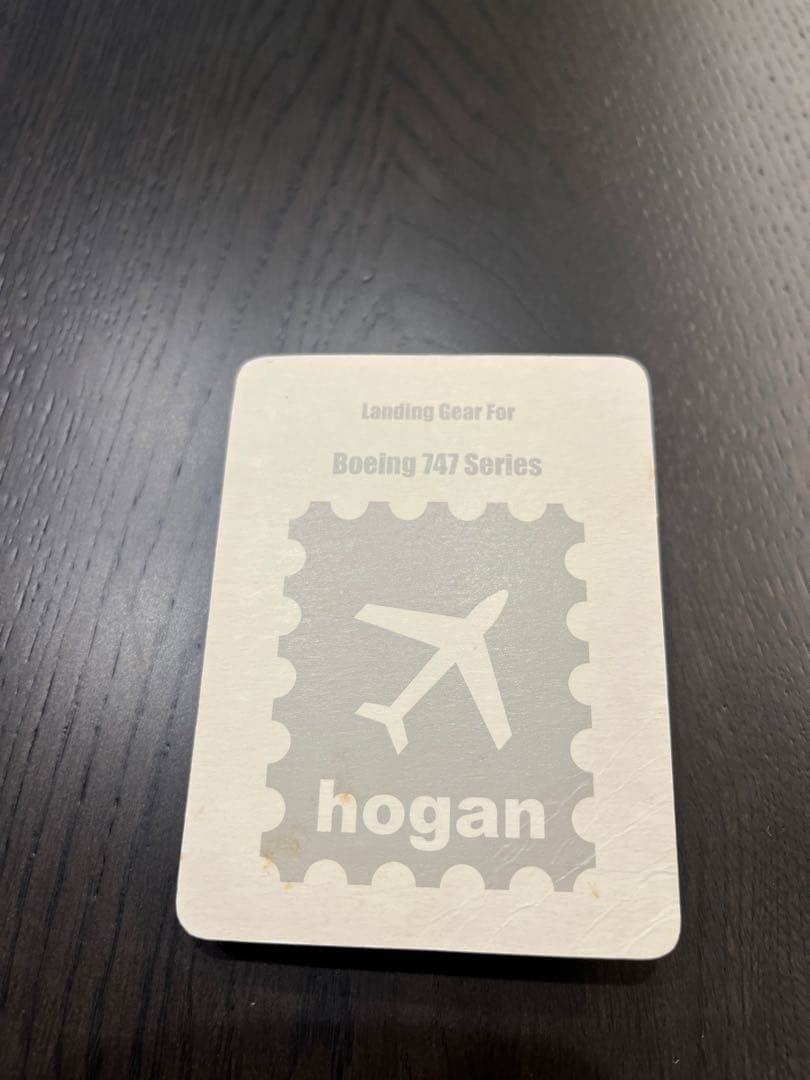 Landing Gear For
Boeing 747 Series
hogan